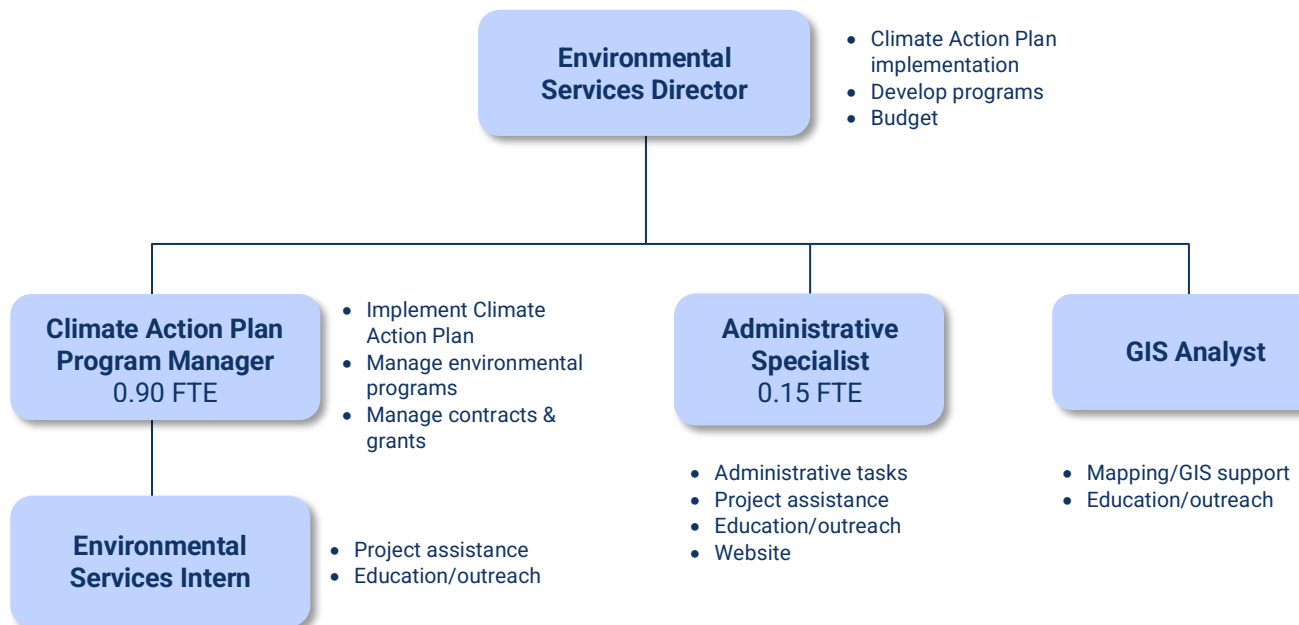 Environmental
Services Director
• Climate Action Plan
implementation
• Develop programs
• Budget
Climate Action Plan
Program Manager
0.90 FTE
• Implement Climate
Action Plan
• Manage environmental
programs
• Manage contracts &
grants
Administrative
Specialist
0.15 FTE
GIS Analyst
• Administrative tasks
• Project assistance
• Education/outreach
• Website
• Mapping/GIS support
• Education/outreach
Environmental
Services Intern
• Project assistance
• Education/outreach